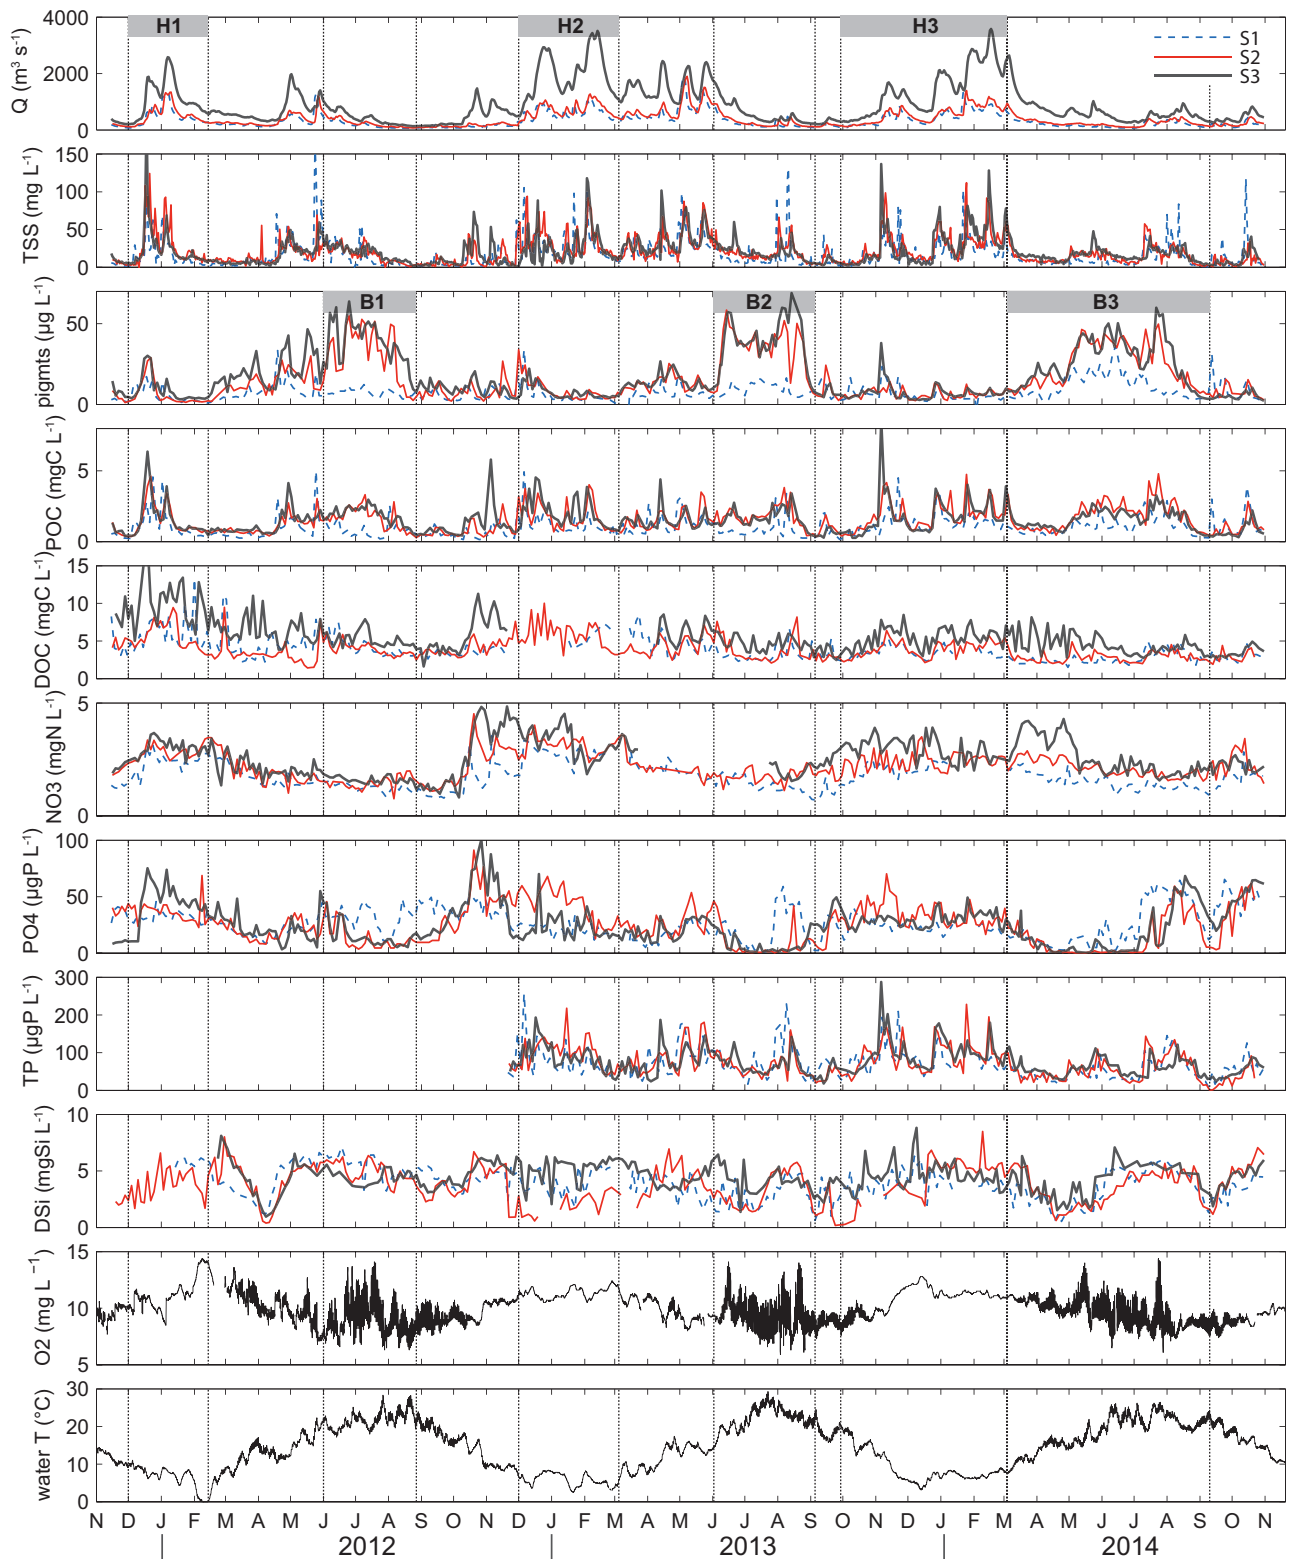 H1 H2 H3
S1
S2
S3
Q (m³ s⁻¹)
4000
2000
0
TSS (mg L⁻¹)
150
100
50
0
B1 B2 B3
pigmts (µg L⁻¹)
50
0
POC (mgC L⁻¹)
5
0
DOC (mgC L⁻¹)
15
10
5
0
NO3 (mgN L⁻¹)
5
0
PO4 (µgP L⁻¹)
100
50
0
TP (µgP L⁻¹)
300
200
100
0
DSi (mgSi L⁻¹)
10
5
0
O2 (mg L⁻¹)
15
10
5
water T (°C)
30
20
10
0
N D J F M A M J J A S O N D J F M A M J J A S O N D J F M A M J J A S O N
2012 2013 2014